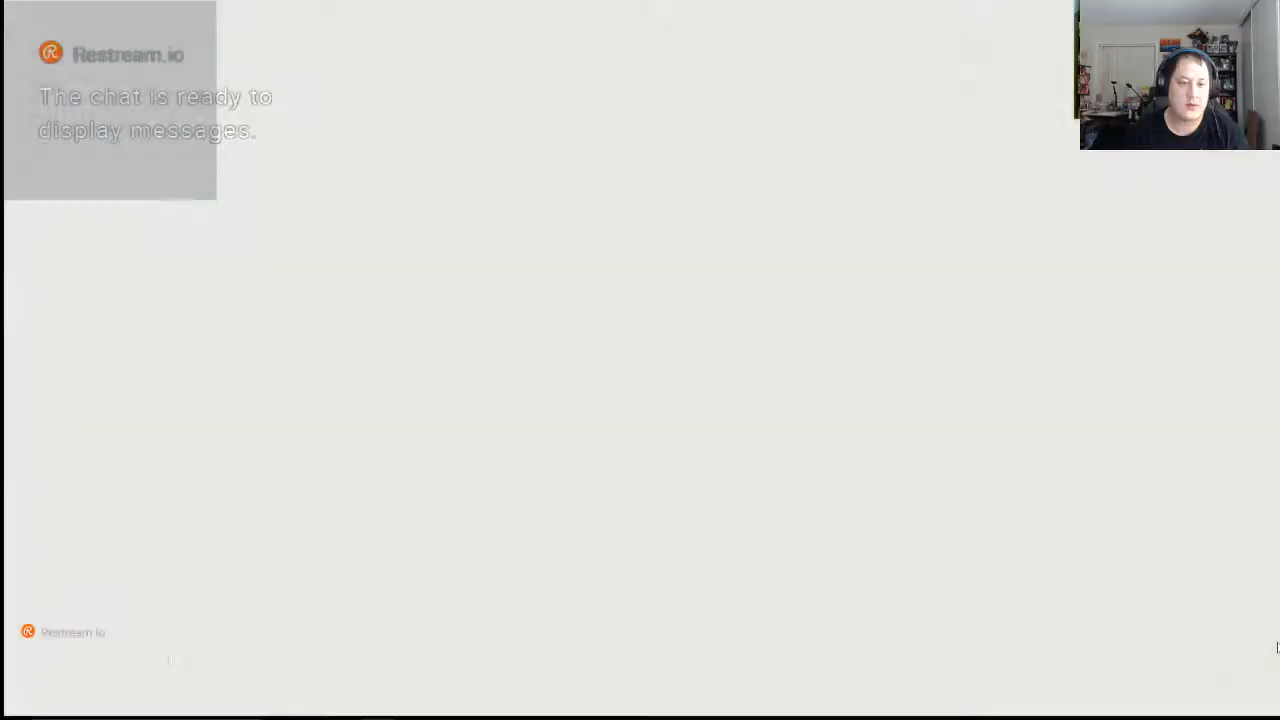 Restream.io
The chat is ready to
display messages.
Restream Io